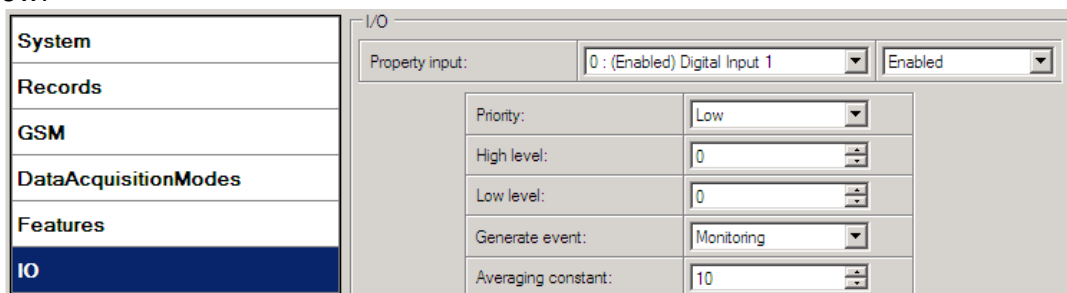 System
Records
GSM
DataAcquisitionModes
Features
IO
I/O
Property input: 0 : (Enabled) Digital Input 1 Enabled
Priority: Low
High level: 0
Low level: 0
Generate event: Monitoring
Averaging constant: 10